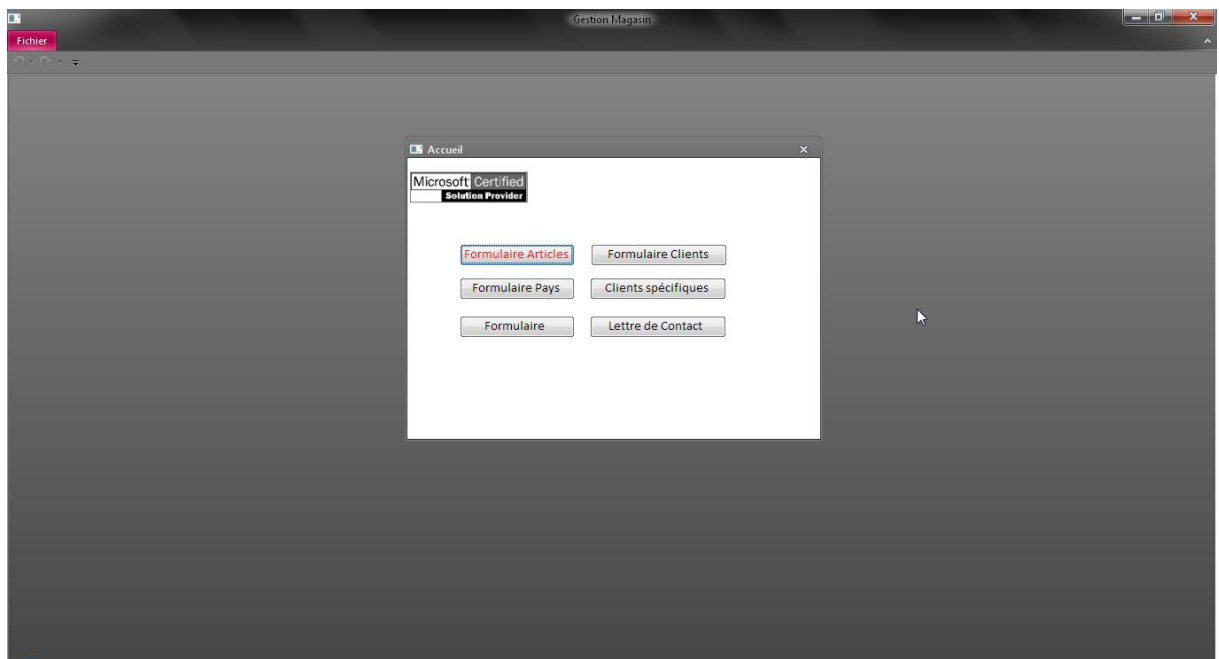 Gestion Magasin
Fichier
Accueil
Microsoft Certified
Solution Provider
Formulaire Articles
Formulaire Clients
Formulaire Pays
Clients spécifiques
Formulaire
Lettre de Contact